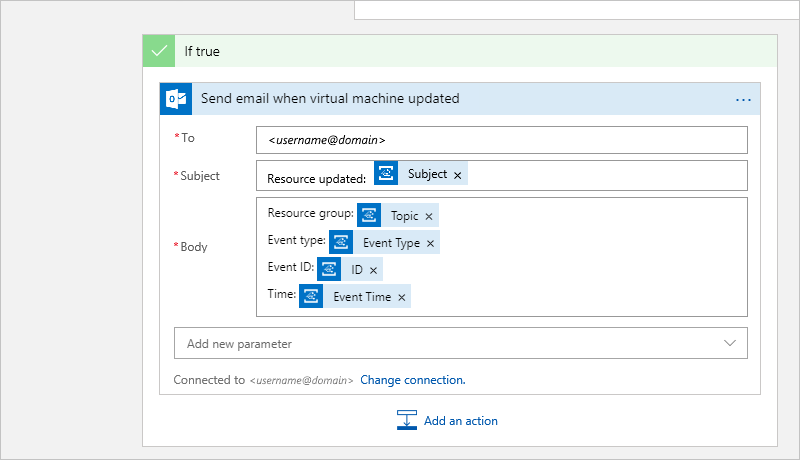 If true
Send email when virtual machine updated ...
*To <username@domain>
*Subject Resource updated: Subject ×
Resource group: Topic ×
Event type: Event Type ×
*Body
Event ID: ID ×
Time: Event Time ×
Add new parameter
Connected to <username@domain> Change connection.
Add an action